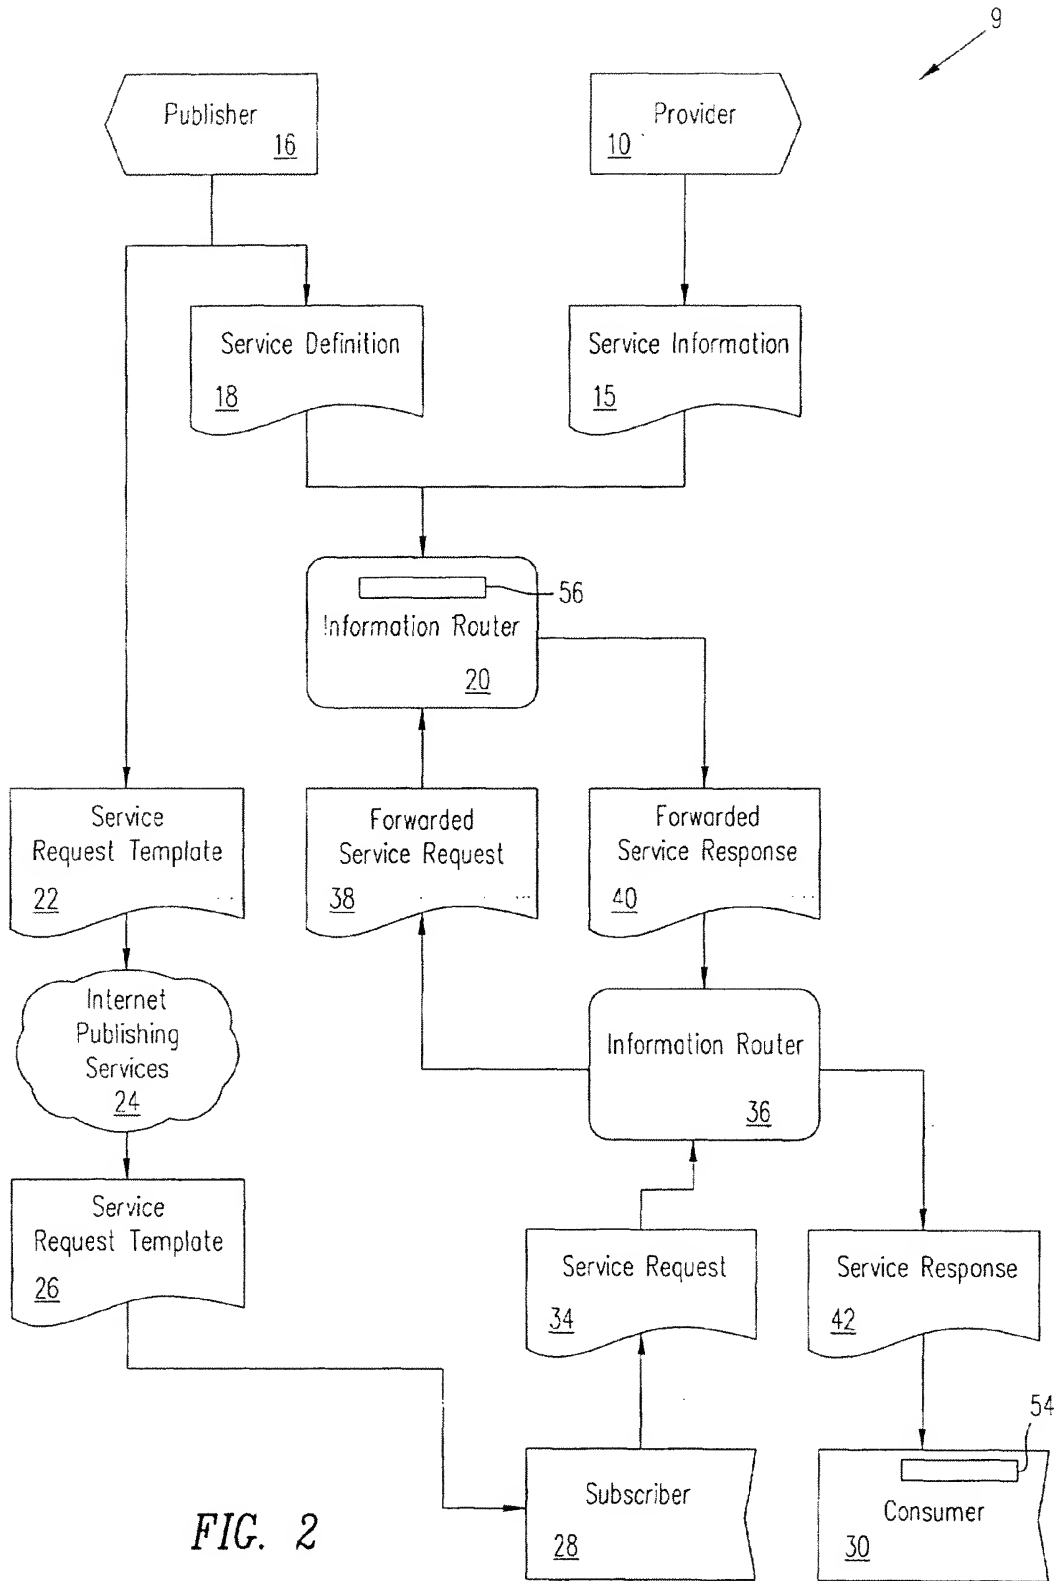 9
Publisher
16
Provider
10
Service Definition
18
Service Information
15
56
Information Router
20
Service
Request Template
22
Forwarded
Service Request
38
Forwarded
Service Response
40
Internet
Publishing
Services
24
Information Router
36
Service
Request Template
26
Service Request
34
Service Response
42
54
Subscriber
28
Consumer
30
FIG. 2